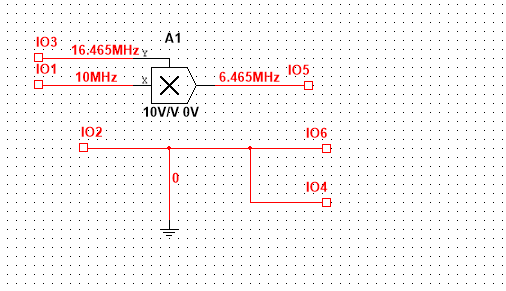 A1
IO3
16.465MHz
Y
IO1
10MHz
X
6.465MHz
IO5
10V/V 0V
IO2
IO6
0
IO4